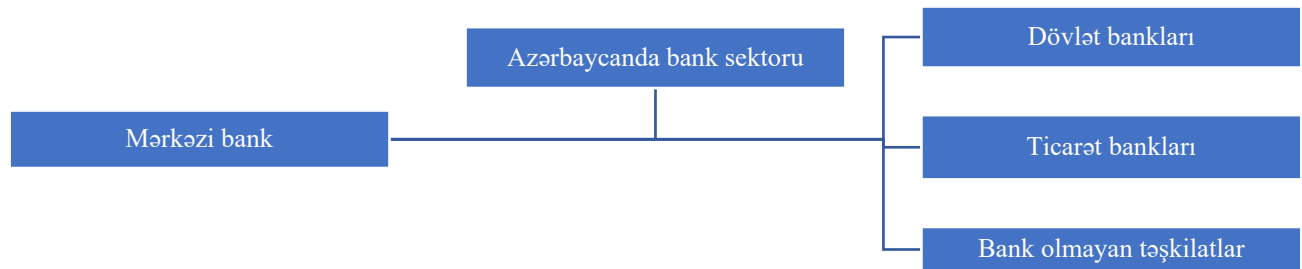 Azərbaycanda bank sektoru
Mərkəzi bank
Dövlət bankları
Ticarət bankları
Bank olmayan təşkilatlar